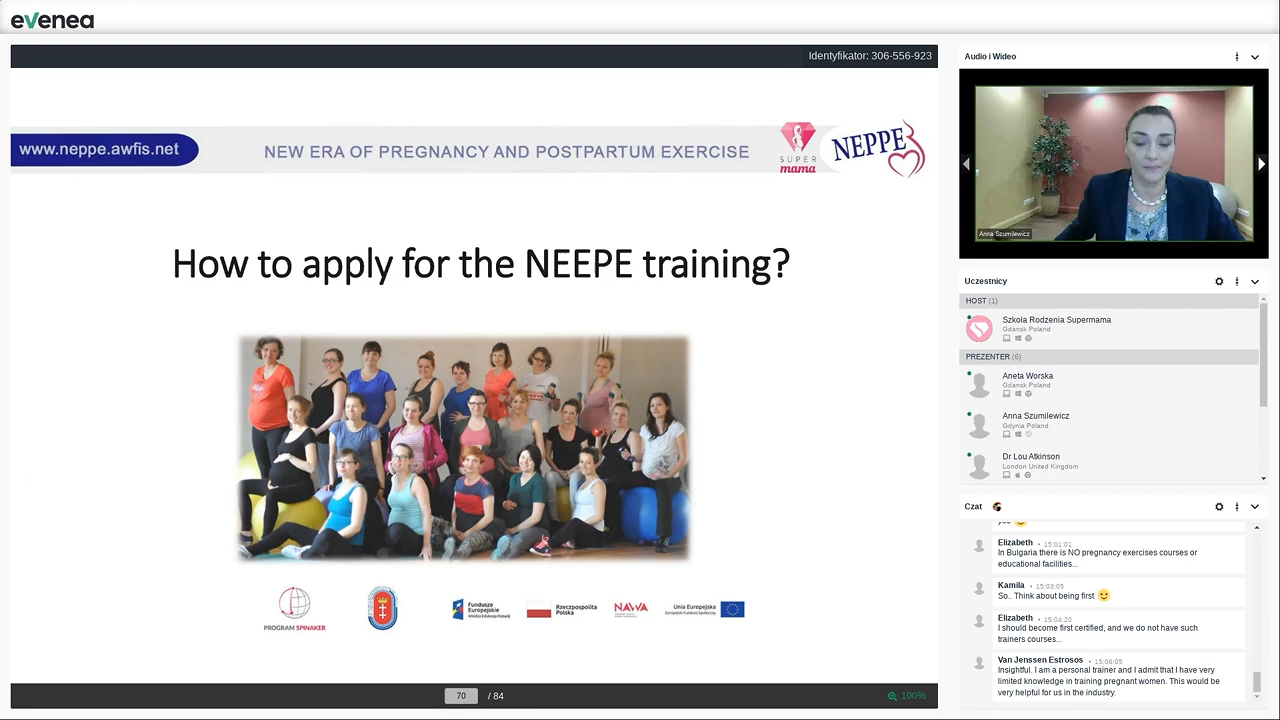 evenea
Identyfikator: 306-556-923
www.neppe.awfis.net
NEW ERA OF PREGNANCY AND POSTPARTUM EXERCISE
SUPER
mama
NEPPE
How to apply for the NEEPE training?
PROGRAM SPINAKER
Fundusze
Europejskie
Wiedza Edukacja Rozwój
Rzeczpospolita
Polska
NAWA
Unia Europejska
Europejski Fundusz Społeczny
70 / 84
100%
Audio i Wideo
Anna Szumilewicz
Uczestnicy
HOST (1)
Szkoła Rodzenia Supermama
Gdansk Poland
PREZENTER (6)
Aneta Worska
Gdansk Poland
Anna Szumilewicz
Gdynia Poland
Dr Lou Atkinson
London United Kingdom
Czat
Elizabeth • 15:01:01
In Bulgaria there is NO pregnancy exercises courses or
educational facilities...
Kamila • 15:03:05
So.. Think about being first
Elizabeth • 15:04:20
I should become first certified, and we do not have such
trainers courses...
Van Jenssen Estrosos • 15:06:05
Insightful. I am a personal trainer and I admit that I have very
limited knowledge in training pregnant women. This would be
very helpful for us in the industry.